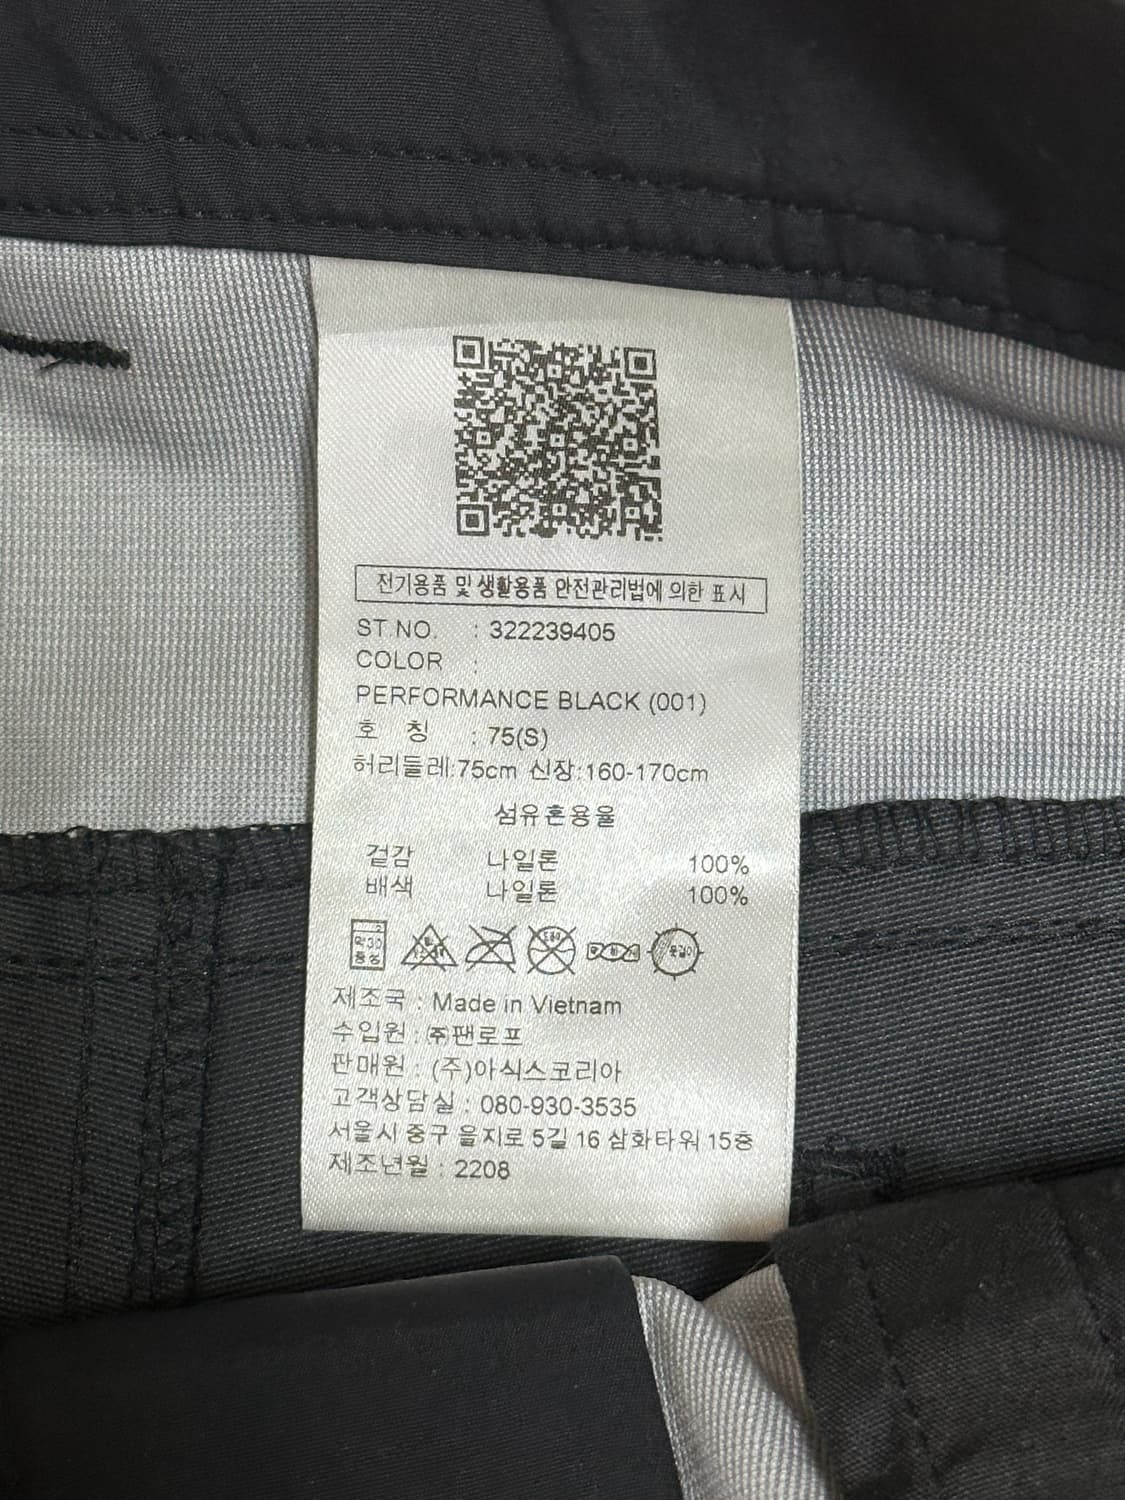 전기용품 및 생활용품 안전관리법에 의한 표시
ST.NO. : 322239405
COLOR :
PERFORMANCE BLACK (001)
호 칭 : 75(S)
허리둘레:75cm 신장:160-170cm
섬유혼용율
겉감 나일론 100%
배색 나일론 100%
약30 중성
제조국 : Made in Vietnam
수입원 : ㈜팬로프
판매원 : (주)아식스코리아
고객상담실 : 080-930-3535
서울시 중구 을지로 5길 16 삼화타워 15층
제조년월 : 2208